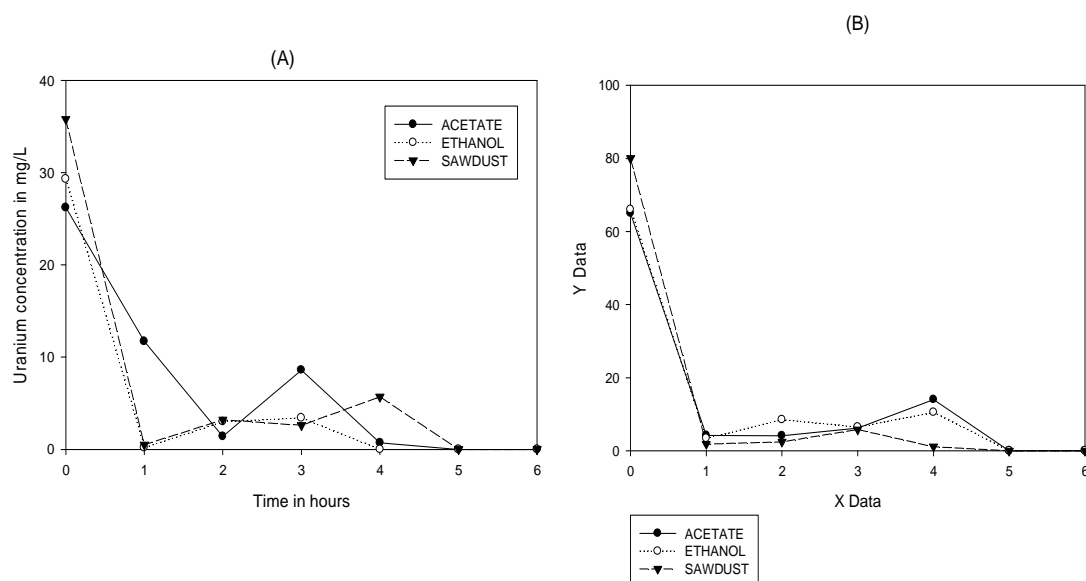 (A)
40
30
20
10
0
Uranium concentration in mg/L
0 1 2 3 4 5 6
Time in hours
ACETATE
ETHANOL
SAWDUST
(B)
100
80
60
40
20
0
Y Data
0 1 2 3 4 5 6
X Data
ACETATE
ETHANOL
SAWDUST